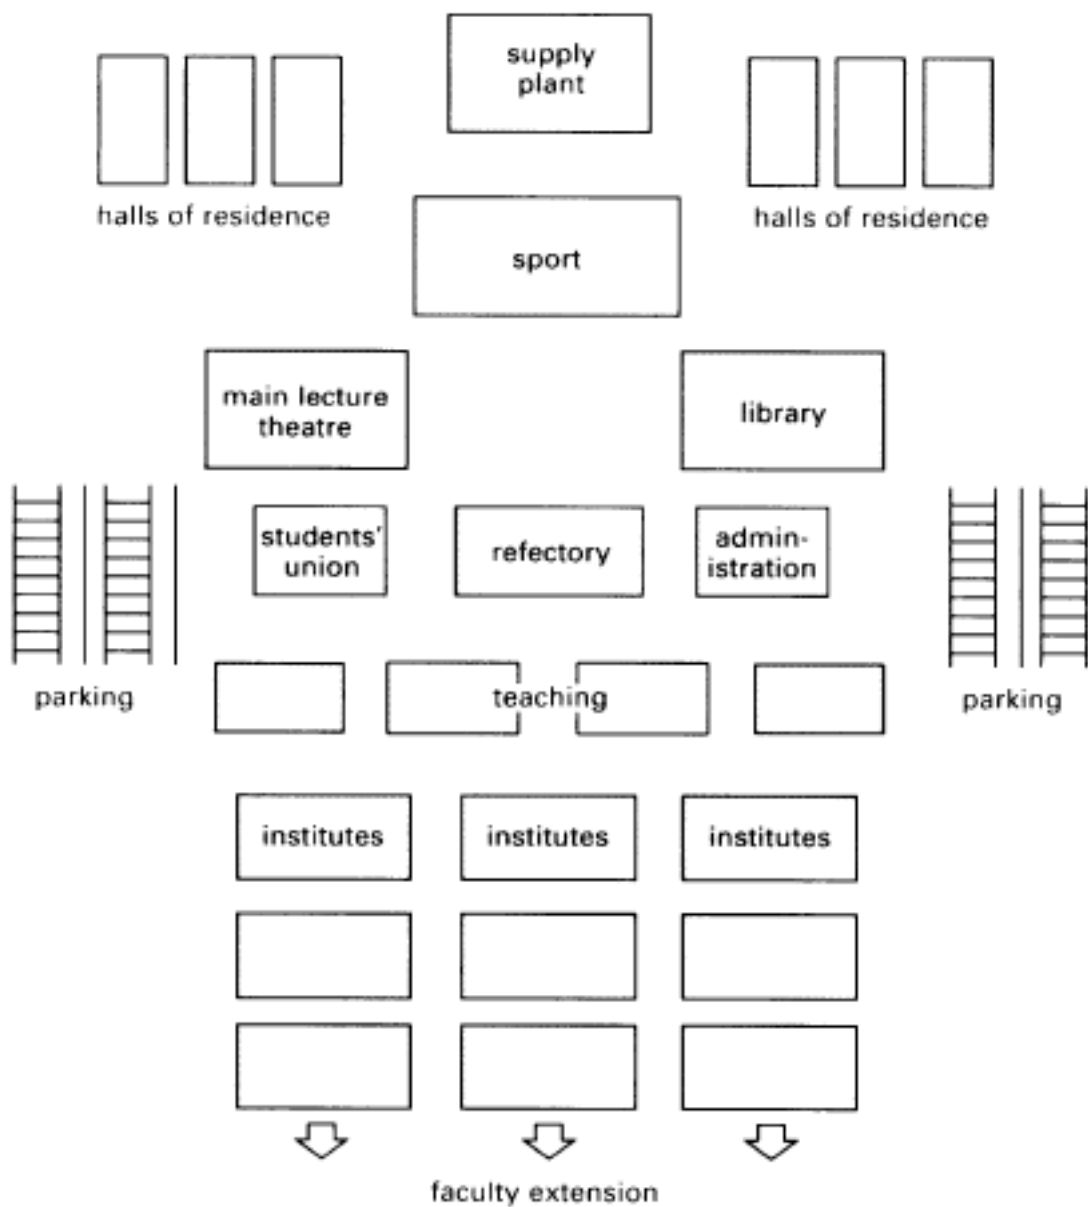 supply
plant
halls of residence
halls of residence
sport
main lecture
theatre
library
students'
union
refectory
admin-
istration
parking
teaching
parking
institutes
institutes
institutes
faculty extension